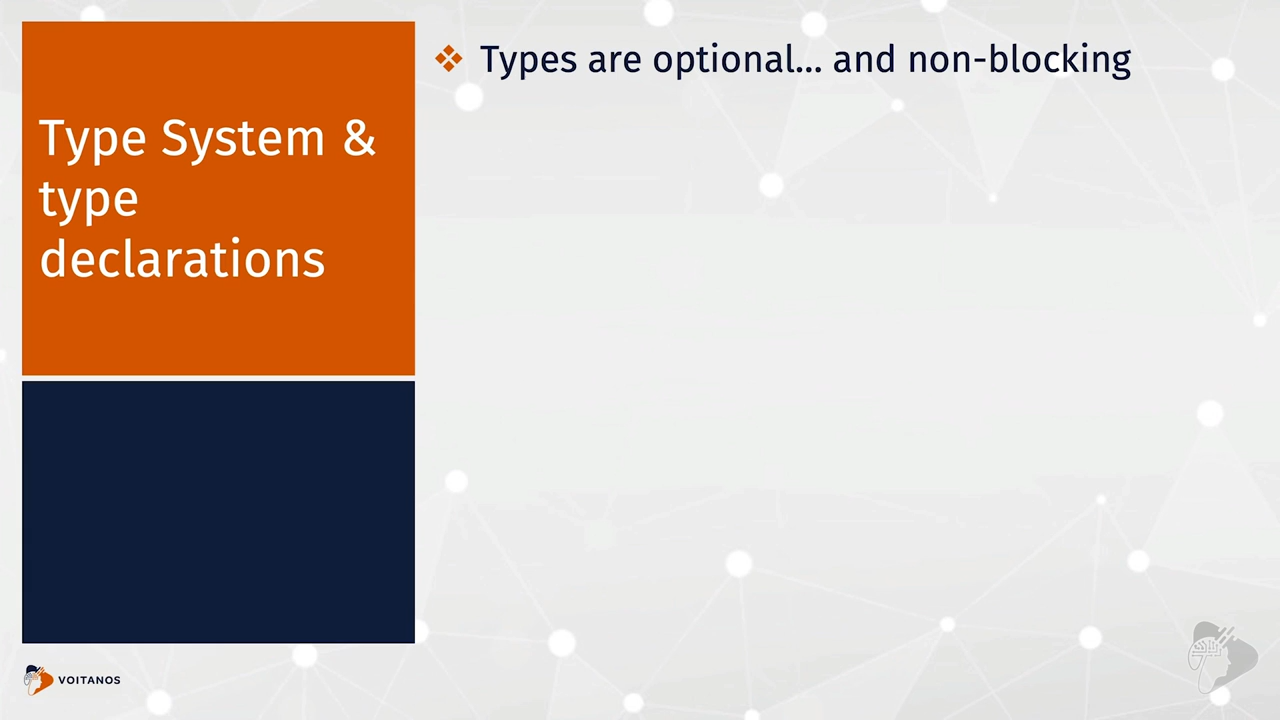 Type System &
type
declarations
❖ Types are optional... and non-blocking
VOITANOS